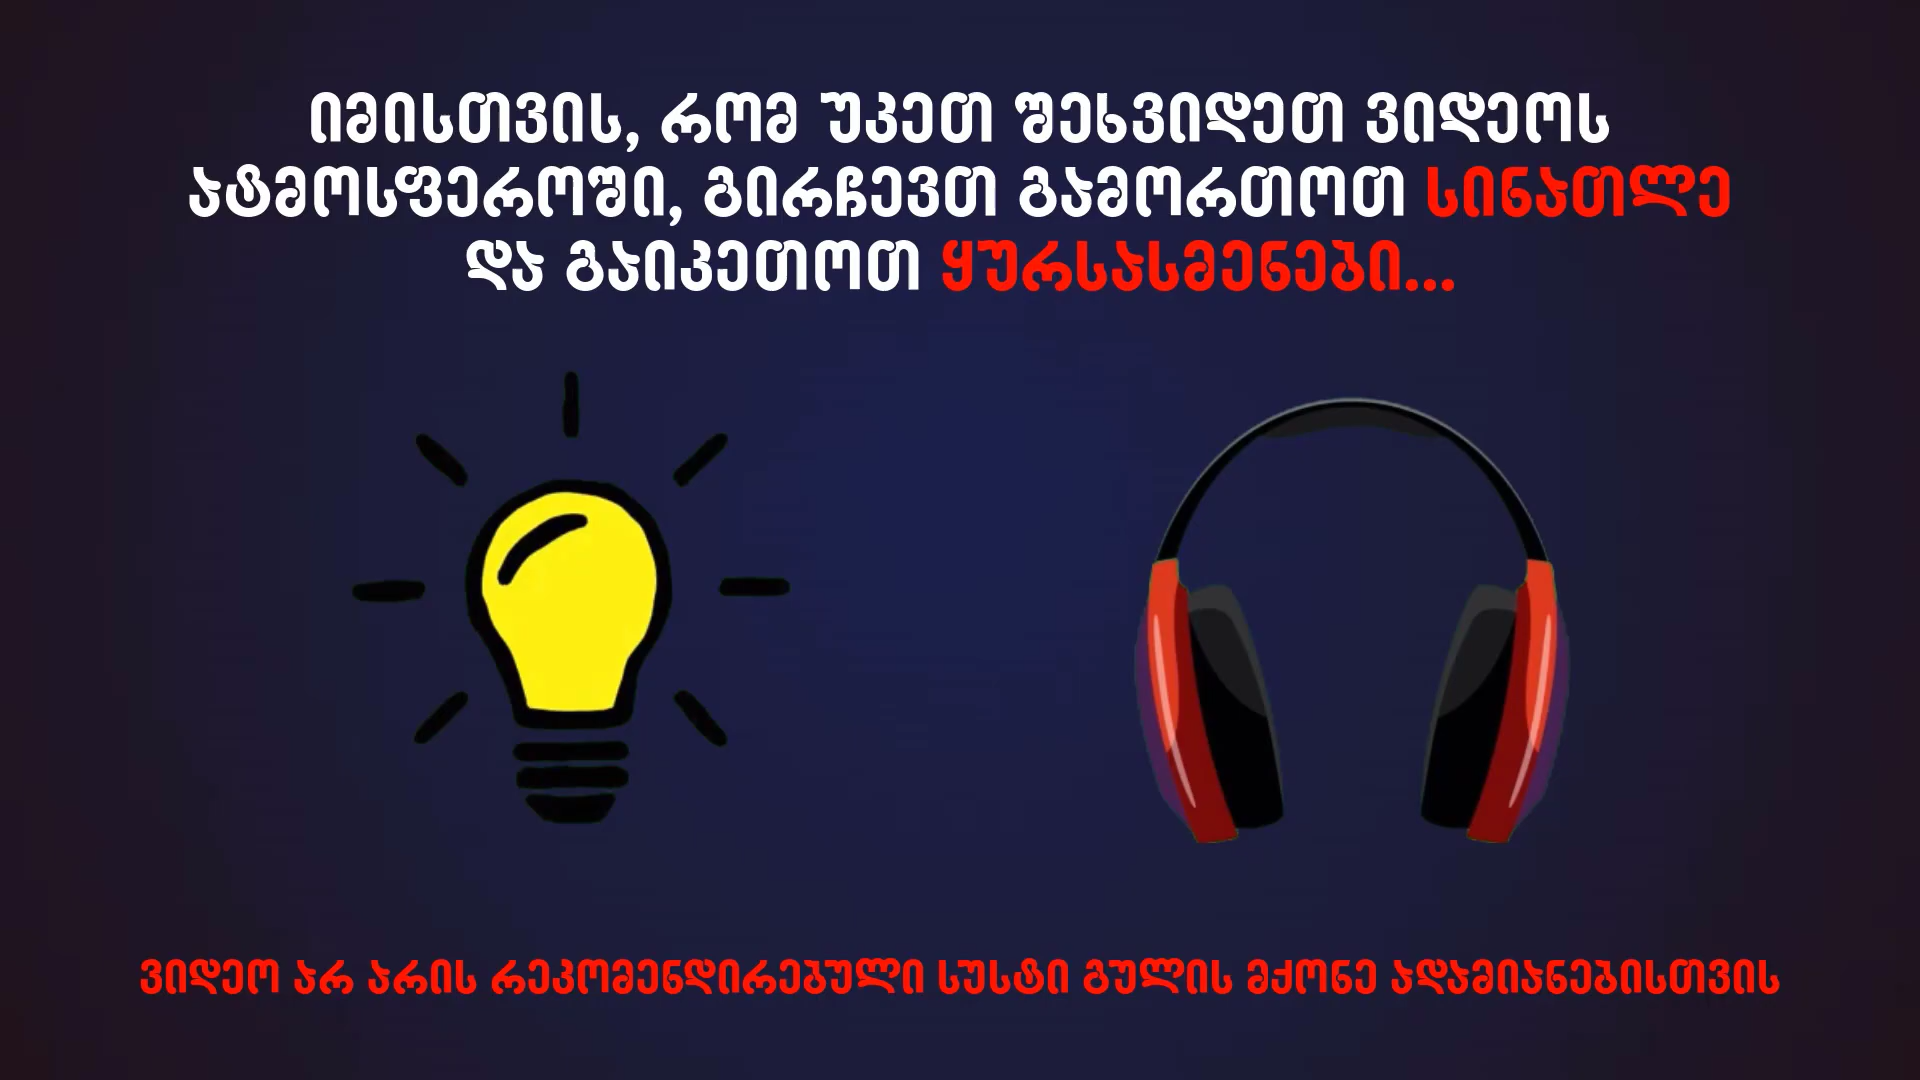 იმისთვის, რომ უკეთ შეხვიდეთ ვიდეოს
ატმოსფეროში, გირჩევთ გამორთოთ სინათლე
და გაიკეთოთ ყურსასმენები...
ვიდეო არ არის რეკომენდირებული სუსტი გულის მქონე ადამიანებისთვის